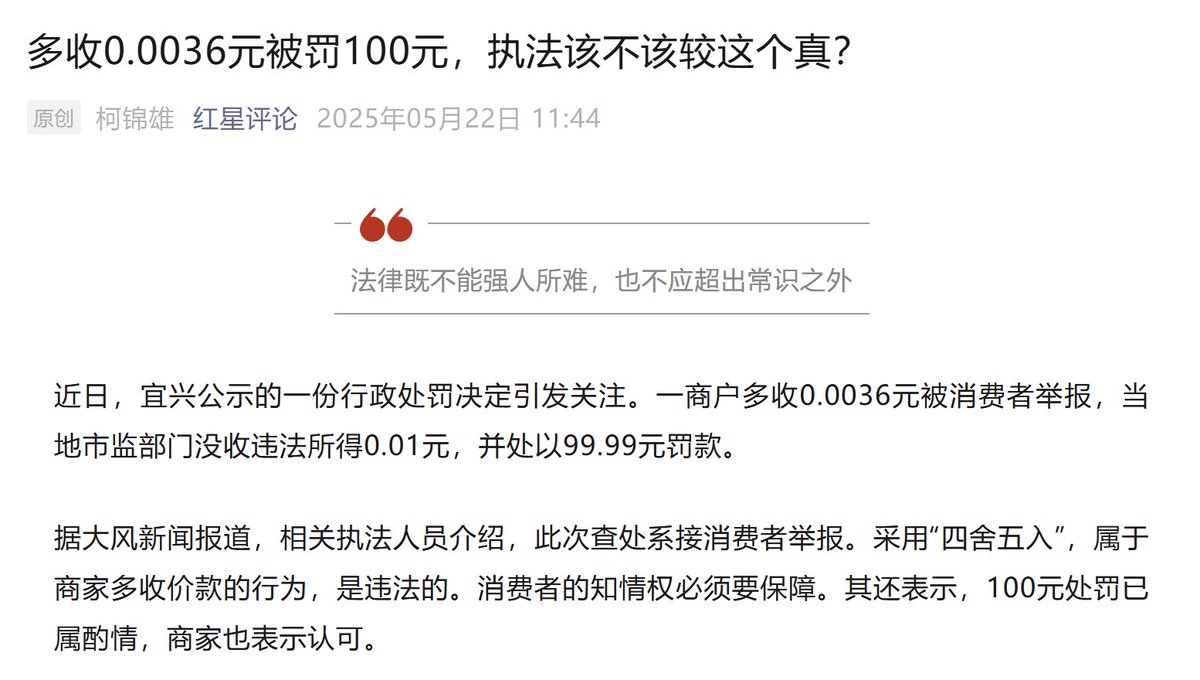 多收0.0036元被罚100元，执法该不该较这个真？
原创 柯锦雄 红星评论 2025年05月22日 11:44
法律既不能强人所难，也不应超出常识之外
近日，宜兴公示的一份行政处罚决定引发关注。一商户多收0.0036元被消费者举报，当
地市监部门没收违法所得0.01元，并处以99.99元罚款。
据大风新闻报道，相关执法人员介绍，此次查处系接消费者举报。采用“四舍五入”，属于
商家多收价款的行为，是违法的。消费者的知情权必须要保障。其还表示，100元处罚已
属酌情，商家也表示认可。